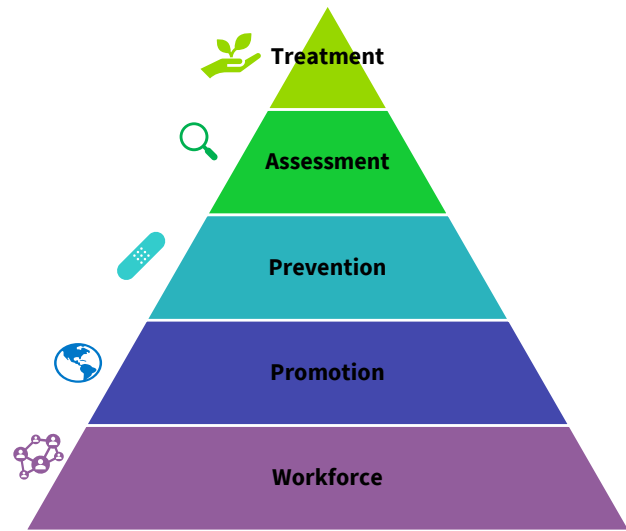 Treatment
Assessment
Prevention
Promotion
Workforce